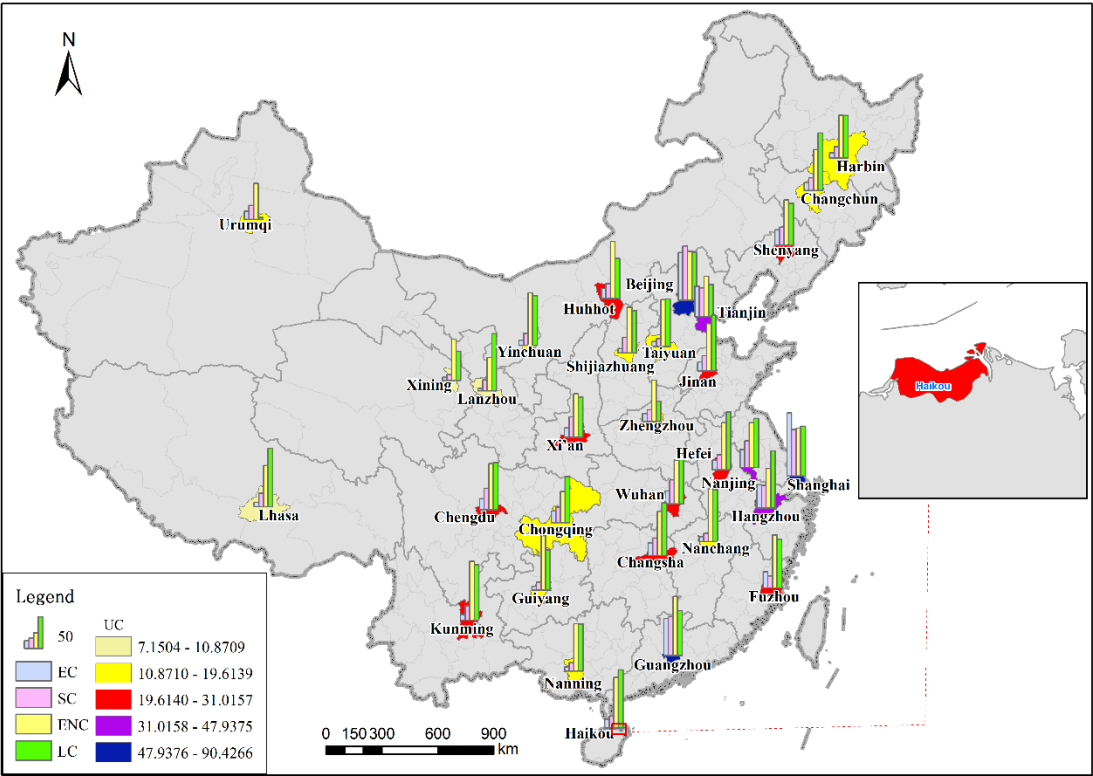 N
Harbin
Changchun
Urumqi
Shenyang
Beijing
Huhhot
Tianjin
Yinchuan
Taiyuan
Shijiazhuang
Xining
Jinan
Lanzhou
Haikou
Zhengzhou
Xi'an
Hefei
Nanjing
Shanghai
Wuhan
Lhasa
Chengdu
Hangzhou
Chongqing
Nanchang
Changsha
Guiyang
Fuzhou
Kunming
Guangzhou
Nanning
Haikou
Legend
50
UC
EC
7.1504 - 10.8709
SC
10.8710 - 19.6139
ENC
19.6140 - 31.0157
LC
31.0158 - 47.9375
47.9376 - 90.4266
0 150 300 600 900
km